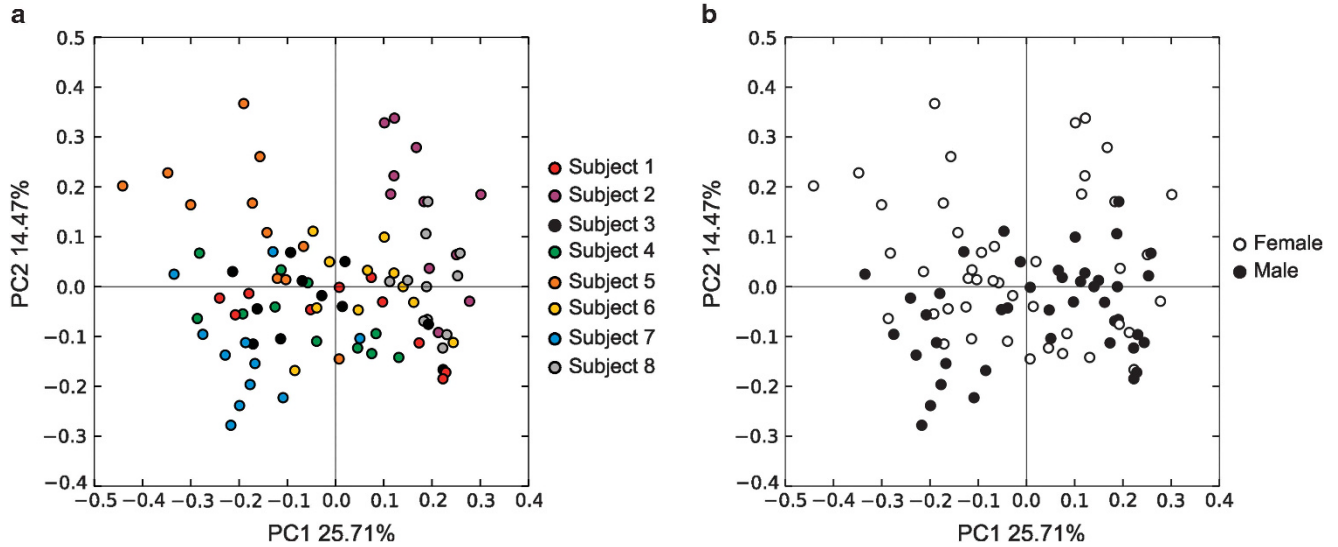 a
b
0.5
0.4
0.3
0.2
0.1
0.0
−0.1
−0.2
−0.3
−0.4
−0.5 −0.4 −0.3 −0.2 −0.1 0.0 0.1 0.2 0.3 0.4
PC2 14.47%
PC1 25.71%
Subject 1
Subject 2
Subject 3
Subject 4
Subject 5
Subject 6
Subject 7
Subject 8
0.5
0.4
0.3
0.2
0.1
0.0
−0.1
−0.2
−0.3
−0.4
−0.5 −0.4 −0.3 −0.2 −0.1 0.0 0.1 0.2 0.3 0.4
PC2 14.47%
PC1 25.71%
Female
Male